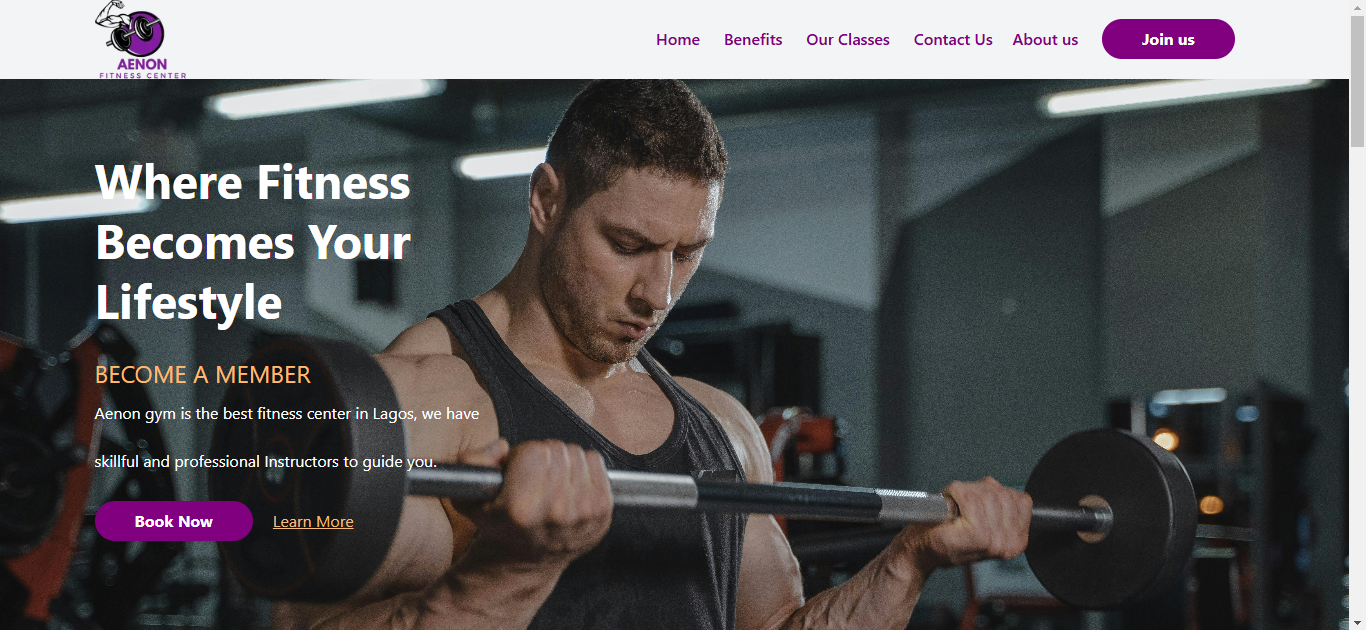 AENON
FITNESS CENTER
Home
Benefits
Our Classes
Contact Us
About us
Join us
Where Fitness
Becomes Your
Lifestyle
BECOME A MEMBER
Aenon gym is the best fitness center in Lagos, we have
skillful and professional Instructors to guide you.
Book Now
Learn More